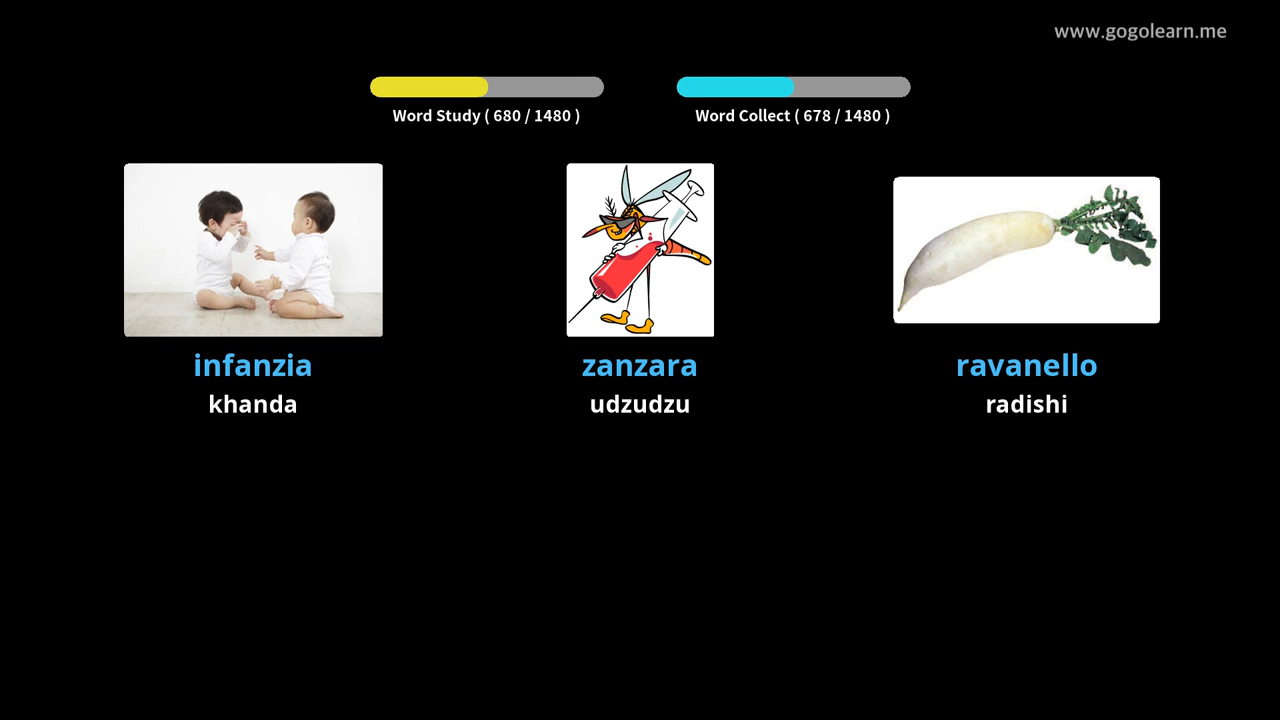 www.gogolearn.me
Word Study ( 680 / 1480 )
Word Collect ( 678 / 1480 )
infanzia
zanzara
ravanello
khanda
udzudzu
radishi